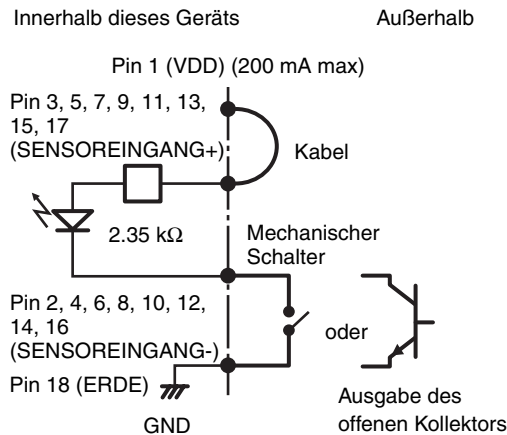 Innerhalb dieses Geräts
Außerhalb
Pin 1 (VDD) (200 mA max)
Pin 3, 5, 7, 9, 11, 13,
15, 17
(SENSOREINGANG+)
Kabel
2.35 kΩ
Mechanischer
Schalter
Pin 2, 4, 6, 8, 10, 12,
14, 16
(SENSOREINGANG-)
oder
Pin 18 (ERDE)
GND
Ausgabe des
offenen Kollektors